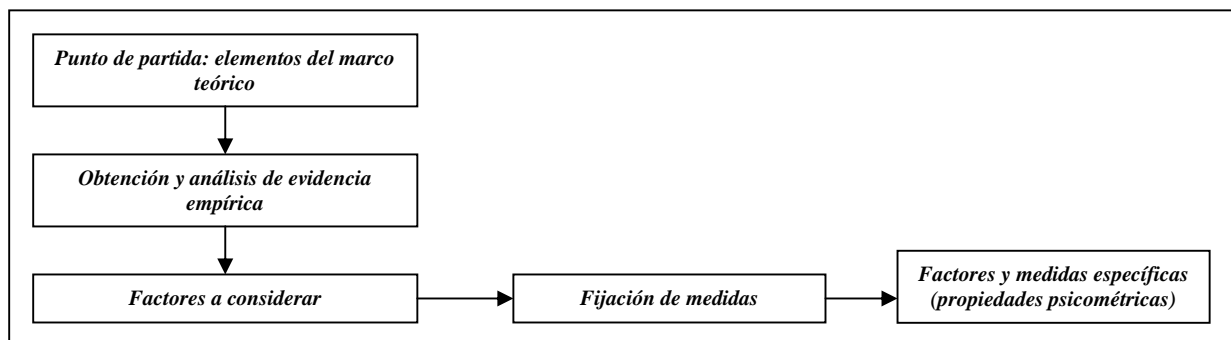 Punto de partida: elementos del marco
teórico
Obtención y análisis de evidencia
empírica
Factores a considerar
Fijación de medidas
Factores y medidas específicas
(propiedades psicométricas)